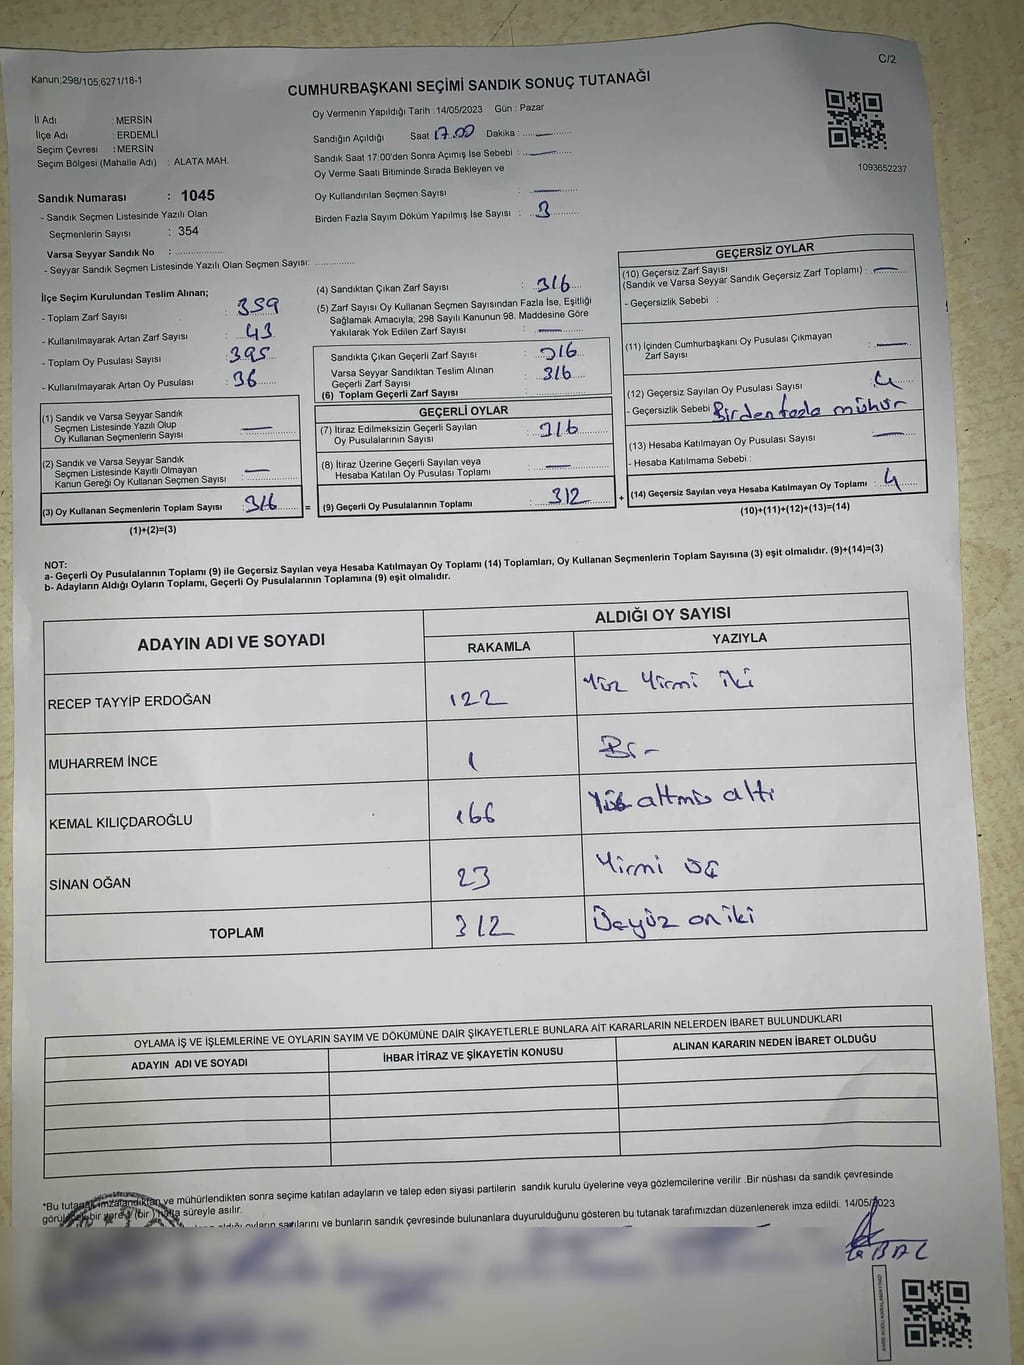 Kanun;298/105,6271/18-1
C/2
CUMHURBAŞKANI SEÇİMİ SANDIK SONUÇ TUTANAĞI
Oy Vermenin Yapıldığı Tarih : 14/05/2023 Gün : Pazar
İl Adı : MERSİN
İlçe Adı : ERDEMLİ
Seçim Çevresi : MERSİN
Seçim Bölgesi (Mahalle Adı) : ALATA MAH.
Sandığın Açıldığı Saat 17.00 Dakika :
Sandık Saat 17:00'den Sonra Açımış İse Sebebi :
Oy Verme Saati Bitiminde Sırada Bekleyen ve
Oy Kullandırılan Seçmen Sayısı :
Birden Fazla Sayım Döküm Yapılmış İse Sayısı : 3
1093652237
Sandık Numarası : 1045
- Sandık Seçmen Listesinde Yazılı Olan
Seçmenlerin Sayısı : 354
Varsa Seyyar Sandık No :
- Seyyar Sandık Seçmen Listesinde Yazılı Olan Seçmen Sayısı:
İlçe Seçim Kurulundan Teslim Alınan;
- Toplam Zarf Sayısı : 359
- Kullanılmayarak Artan Zarf Sayısı : 43
- Toplam Oy Pusulası Sayısı : 395
- Kullanılmayarak Artan Oy Pusulası : 36
(1) Sandık ve Varsa Seyyar Sandık
Seçmen Listesinde Yazılı Olup
Oy Kullanan Seçmenlerin Sayısı :
(2) Sandık ve Varsa Seyyar Sandık
Seçmen Listesinde Kayıtlı Olmayan
Kanun Gereği Oy Kullanan Seçmen Sayısı :
(3) Oy Kullanan Seçmenlerin Toplam Sayısı : 316
(1)+(2)=(3)
(4) Sandıktan Çıkan Zarf Sayısı : 316
(5) Zarf Sayısı Oy Kullanan Seçmen Sayısından Fazla İse, Eşitliği
Sağlamak Amacıyla; 298 Sayılı Kanunun 98. Maddesine Göre
Yakılarak Yok Edilen Zarf Sayısı :
Sandıkta Çıkan Geçerli Zarf Sayısı : 316
Varsa Seyyar Sandıktan Teslim Alınan
Geçerli Zarf Sayısı : 316
(6) Toplam Geçerli Zarf Sayısı
GEÇERLİ OYLAR
(7) İtiraz Edilmeksizin Geçerli Sayılan
Oy Pusulalarının Sayısı : 316
(8) İtiraz Üzerine Geçerli Sayılan veya
Hesaba Katılan Oy Pusulası Toplamı :
= (9) Geçerli Oy Pusulalarının Toplamı : 312 +
GEÇERSİZ OYLAR
(10) Geçersiz Zarf Sayısı
(Sandık ve Varsa Seyyar Sandık Geçersiz Zarf Toplamı) :
- Geçersizlik Sebebi :
(11) İçinden Cumhurbaşkanı Oy Pusulası Çıkmayan
Zarf Sayısı :
(12) Geçersiz Sayılan Oy Pusulası Sayısı : 4
- Geçersizlik Sebebi : Birden fazla mühür
(13) Hesaba Katılmayan Oy Pusulası Sayısı :
- Hesaba Katılmama Sebebi :
(14) Geçersiz Sayılan veya Hesaba Katılmayan Oy Toplamı : 4
(10)+(11)+(12)+(13)=(14)
NOT:
a- Geçerli Oy Pusulalarının Toplamı (9) ile Geçersiz Sayılan veya Hesaba Katılmayan Oy Toplamı (14) Toplamları, Oy Kullanan Seçmenlerin Toplam Sayısına (3) eşit olmalıdır. (9)+(14)=(3)
b- Adayların Aldığı Oyların Toplamı, Geçerli Oy Pusulalarının Toplamına (9) eşit olmalıdır.
ADAYIN ADI VE SOYADI
ALDIĞI OY SAYISI
RAKAMLA YAZIYLA
RECEP TAYYİP ERDOĞAN 122 Yüz Yirmi iki
MUHARREM İNCE 1 Bir
KEMAL KILIÇDAROĞLU 166 Yüz altmış altı
SİNAN OĞAN 23 Yirmi üç
TOPLAM 312 Üçyüz oniki
OYLAMA İŞ VE İŞLEMLERİNE VE OYLARIN SAYIM VE DÖKÜMÜNE DAİR ŞİKAYETLERLE BUNLARA AİT KARARLARIN NELERDEN İBARET BULUNDUKLARI
ADAYIN ADI VE SOYADI İHBAR İTİRAZ VE ŞİKAYETİN KONUSU ALINAN KARARIN NEDEN İBARET OLDUĞU
*Bu tutanak imzalandıktan ve mühürlendikten sonra seçime katılan adayların ve talep eden siyasi partilerin sandık kurulu üyelerine veya gözlemcilerine verilir .Bir nüshası da sandık çevresinde
görülecek bir yere 1 (bir ) hafta süreyle asılır.
aldığı oyların sayılarını ve bunların sandık çevresinde bulunanlara duyurulduğunu gösteren bu tutanak tarafımızdan düzenlenerek imza edildi. 14/05/2023